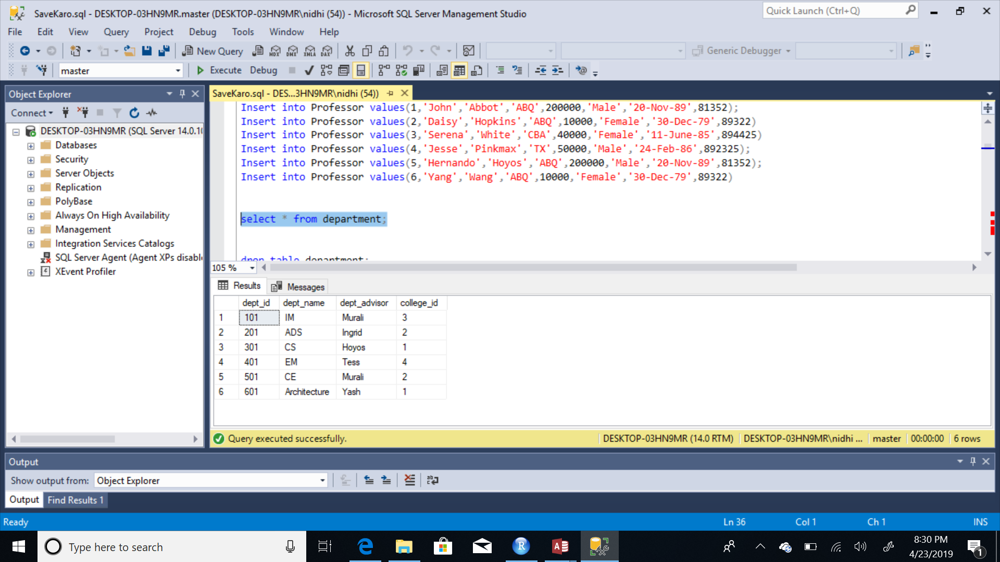 SaveKaro.sql - DESKTOP-03HN9MR.master (DESKTOP-03HN9MR\nidhi (54)) - Microsoft SQL Server Management Studio
Quick Launch (Ctrl+Q)
File Edit View Query Project Debug Tools Window Help
New Query MDX DMX XMLA DAX Generic Debugger
master Execute Debug
Object Explorer
Connect
DESKTOP-03HN9MR (SQL Server 14.0.10
Databases
Security
Server Objects
Replication
PolyBase
Always On High Availability
Management
Integration Services Catalogs
SQL Server Agent (Agent XPs disable
XEvent Profiler
SaveKaro.sql - DES...3HN9MR\nidhi (54))
Insert into Professor values(1,'John','Abbot','ABQ',200000,'Male','20-Nov-89',81352);
Insert into Professor values(2,'Daisy','Hopkins','ABQ',10000,'Female','30-Dec-79',89322)
Insert into Professor values(3,'Serena','White','CBA',40000,'Female','11-June-85',894425)
Insert into Professor values(4,'Jesse','Pinkmax','TX',50000,'Male','24-Feb-86',892325);
Insert into Professor values(5,'Hernando','Hoyos','ABQ',200000,'Male','20-Nov-89',81352);
Insert into Professor values(6,'Yang','Wang','ABQ',10000,'Female','30-Dec-79',89322)
select * from department;
drop table department;
105 %
Results Messages
dept_id dept_name dept_advisor college_id
1 101 IM Murali 3
2 201 ADS Ingrid 2
3 301 CS Hoyos 1
4 401 EM Tess 4
5 501 CE Murali 2
6 601 Architecture Yash 1
Query executed successfully. DESKTOP-03HN9MR (14.0 RTM) DESKTOP-03HN9MR\nidhi ... master 00:00:00 6 rows
Output
Show output from: Object Explorer
Output Find Results 1
Ready Ln 36 Col 1 Ch 1 INS
Type here to search
8:30 PM
4/23/2019
1